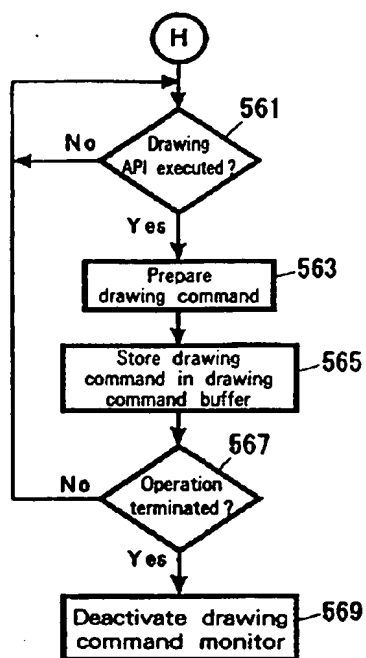 H
561
Drawing
API executed?
No
Yes
Prepare
drawing command
563
Store drawing
command in drawing
command buffer
565
567
Operation
terminated?
No
Yes
Deactivate drawing
command monitor
569